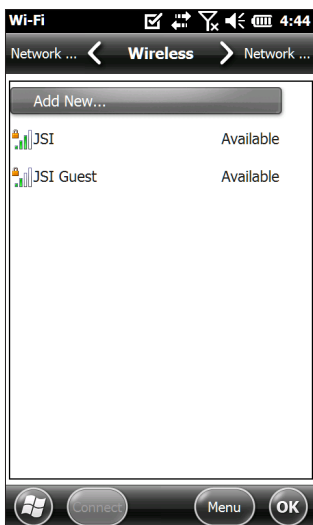 Wi-Fi 4:44
Network ... Wireless Network ...
Add New...
JSI Available
JSI Guest Available
Connect Menu OK